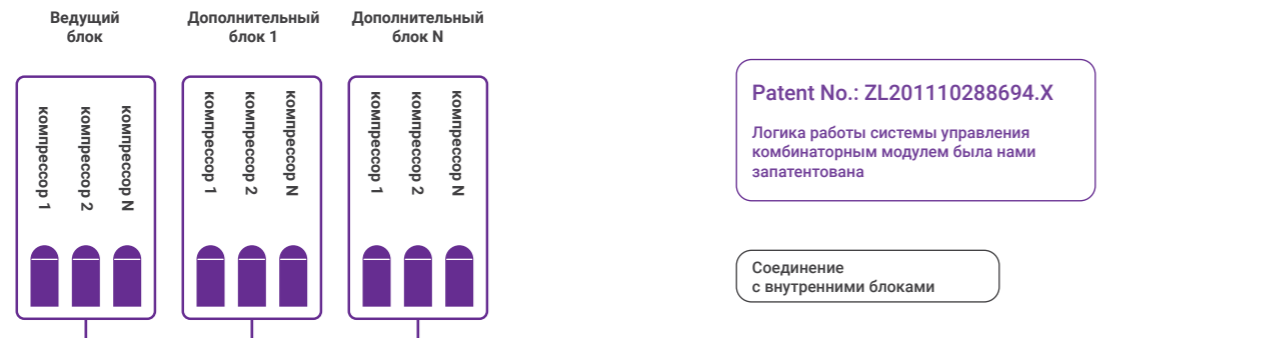 Ведущий
блок
Дополнительный
блок 1
Дополнительный
блок N
компрессор 1
компрессор 2
компрессор N
компрессор 1
компрессор 2
компрессор N
компрессор 1
компрессор 2
компрессор N
Patent No.: ZL201110288694.X
Логика работы системы управления
комбинаторным модулем была нами
запатентована
Соединение
с внутренними блоками